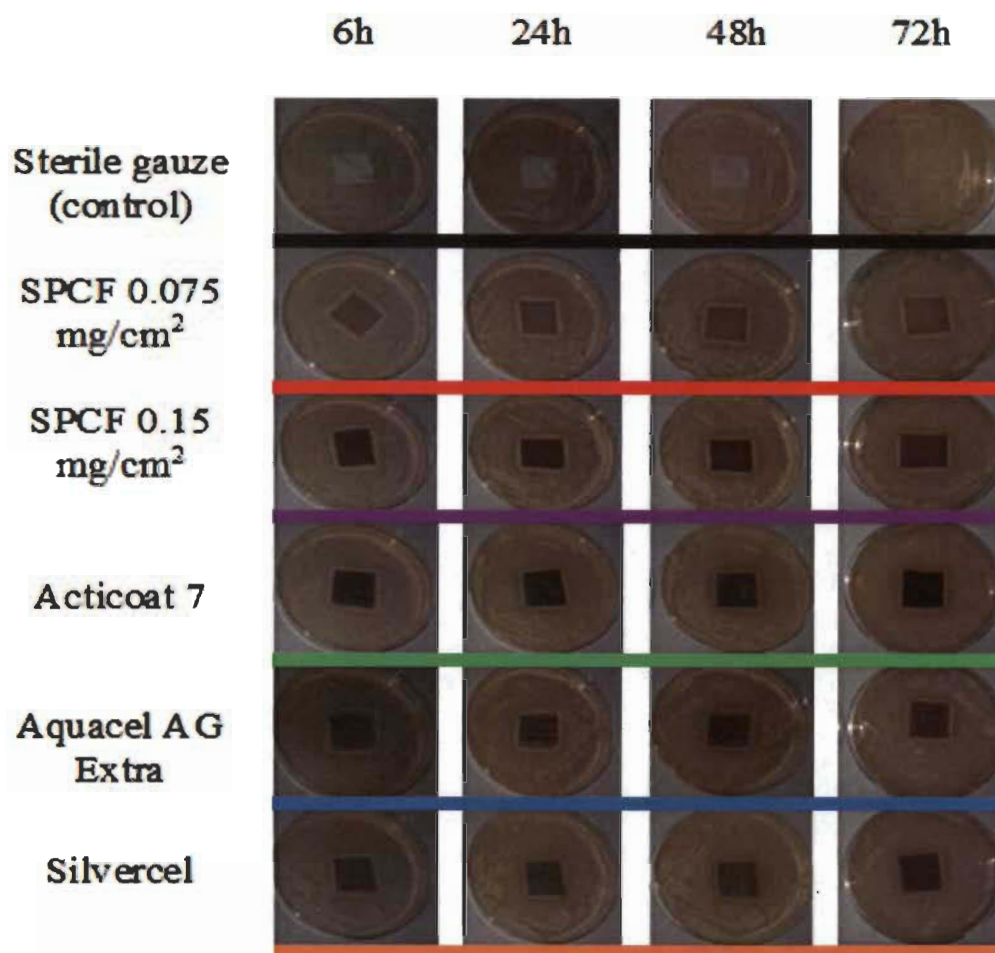 6h 24h 48h 72h
Sterile gauze
(control)
SPCF 0.075
mg/cm²
SPCF 0.15
mg/cm²
Acticoat 7
Aquacel AG
Extra
Silvercel